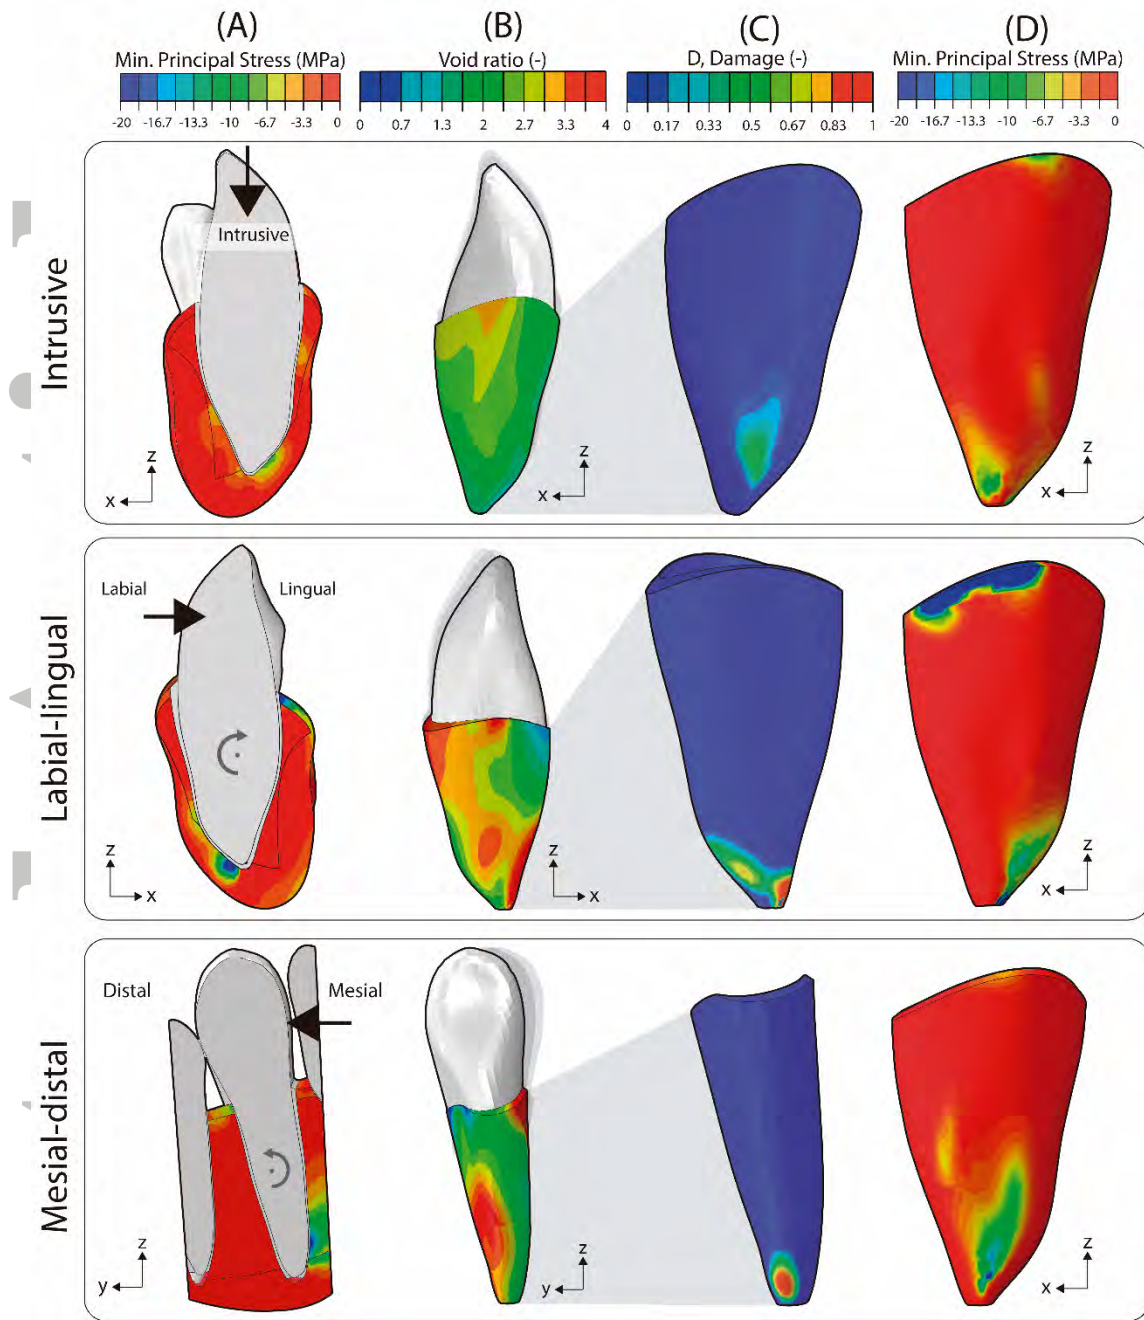 (A) (B) (C) (D)
Min. Principal Stress (MPa) Void ratio (-) D, Damage (-) Min. Principal Stress (MPa)
-20 -16.7 -13.3 -10 -6.7 -3.3 0 0 0.7 1.3 2 2.7 3.3 4 0 0.17 0.33 0.5 0.67 0.83 1 -20 -16.7 -13.3 -10 -6.7 -3.3 0
Intrusive
Intrusive
z
x
z
x
z
x
Labial-lingual
Labial Lingual
z
x
z
x
z
x
Mesial-distal
Distal Mesial
z
y
z
y
z
x